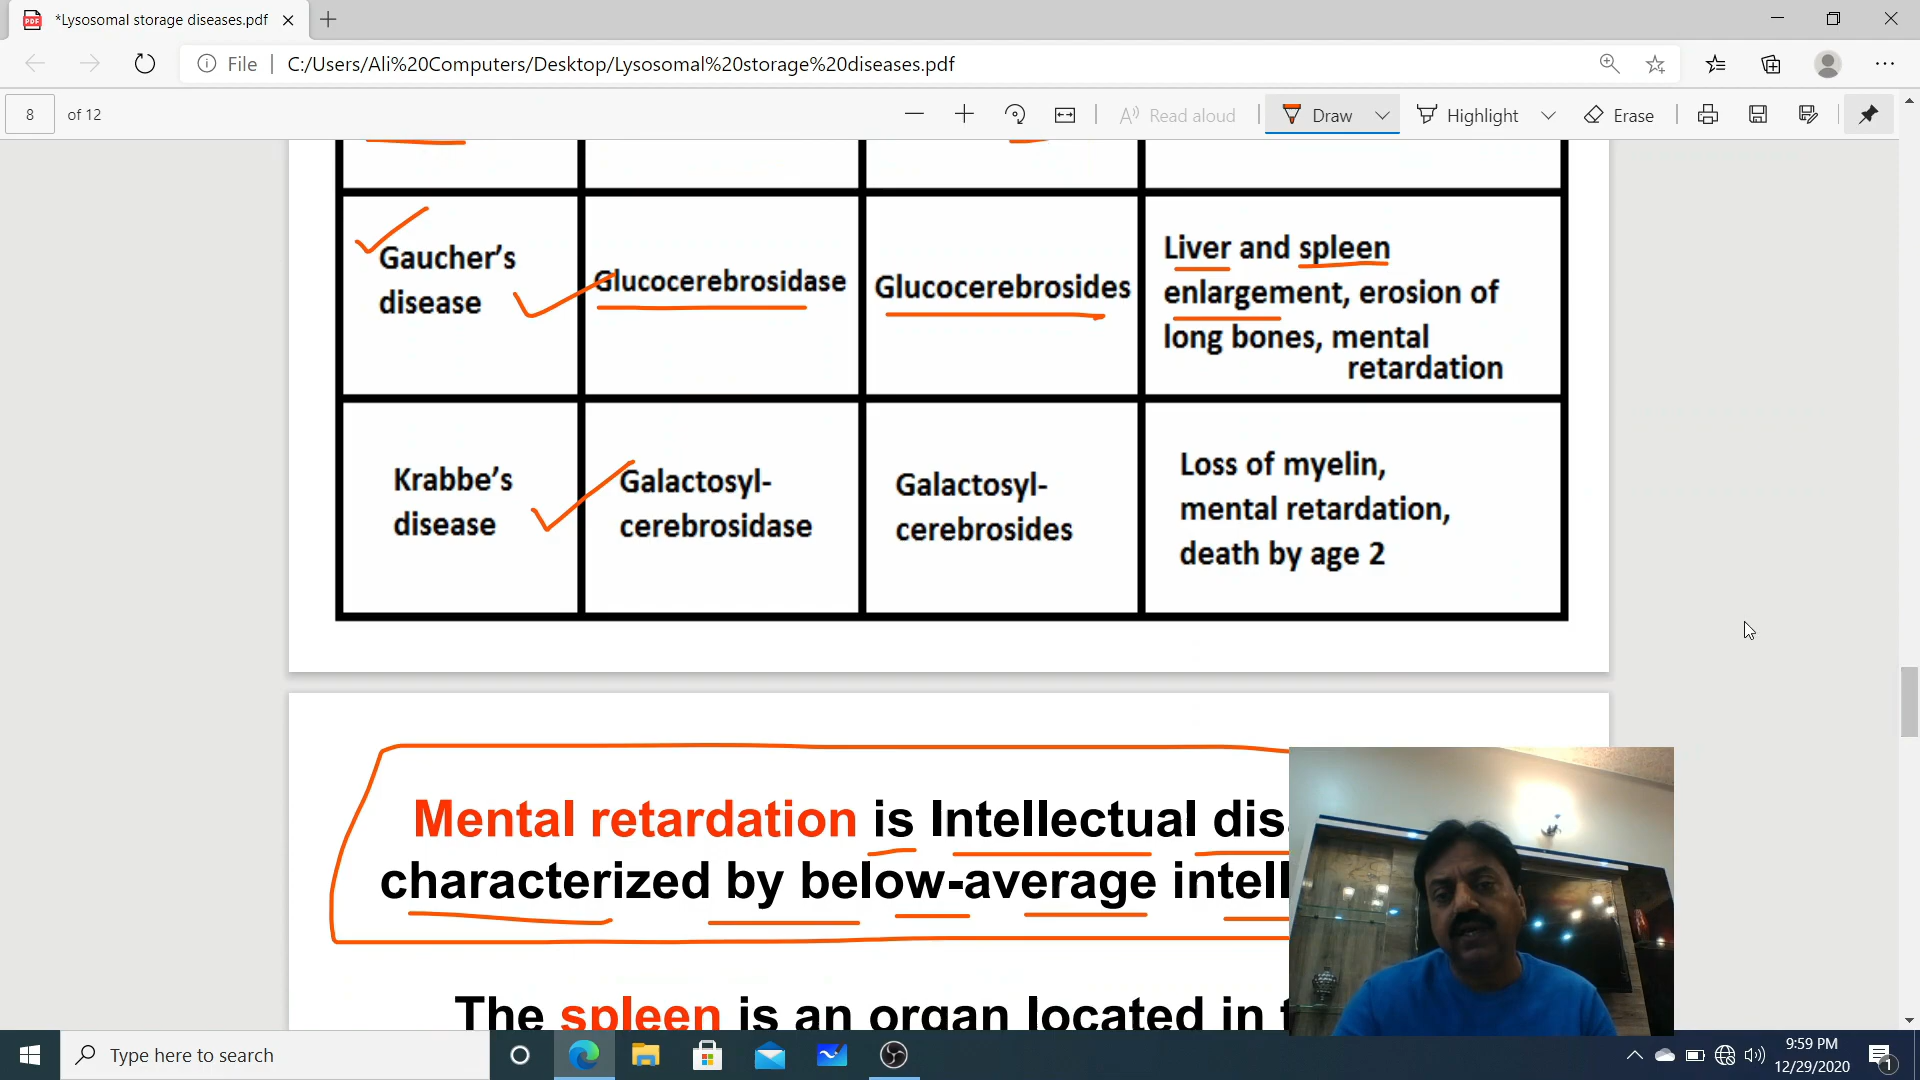 *Lysosomal storage diseases.pdf
File
C:/Users/Ali%20Computers/Desktop/Lysosomal%20storage%20diseases.pdf
8 of 12
Read aloud
Draw
Highlight
Erase
Gaucher's
disease
Glucocerebrosidase
Glucocerebrosides
Liver and spleen
enlargement, erosion of
long bones, mental
retardation
Krabbe's
disease
Galactosyl-
cerebrosidase
Galactosyl-
cerebrosides
Loss of myelin,
mental retardation,
death by age 2
Mental retardation is Intellectual dis
characterized by below-average intell
The spleen is an organ located in
Type here to search
9:59 PM
12/29/2020
1